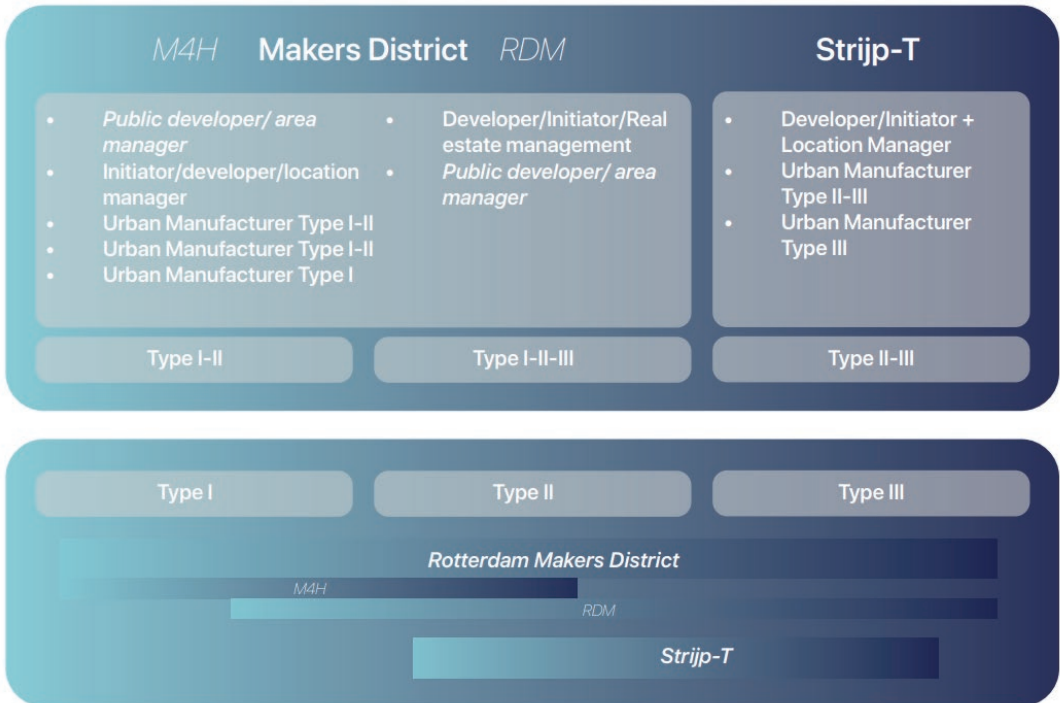 M4H Makers District RDM
Strijp-T
• Public developer/ area
manager
• Initiator/developer/location
manager
• Urban Manufacturer Type I-II
• Urban Manufacturer Type I-II
• Urban Manufacturer Type I
• Developer/Initiator/Real
estate management
• Public developer/ area
manager
• Developer/Initiator +
Location Manager
• Urban Manufacturer
Type II-III
• Urban Manufacturer
Type III
Type I-II
Type I-II-III
Type II-III
Type I
Type II
Type III
Rotterdam Makers District
M4H
RDM
Strijp-T